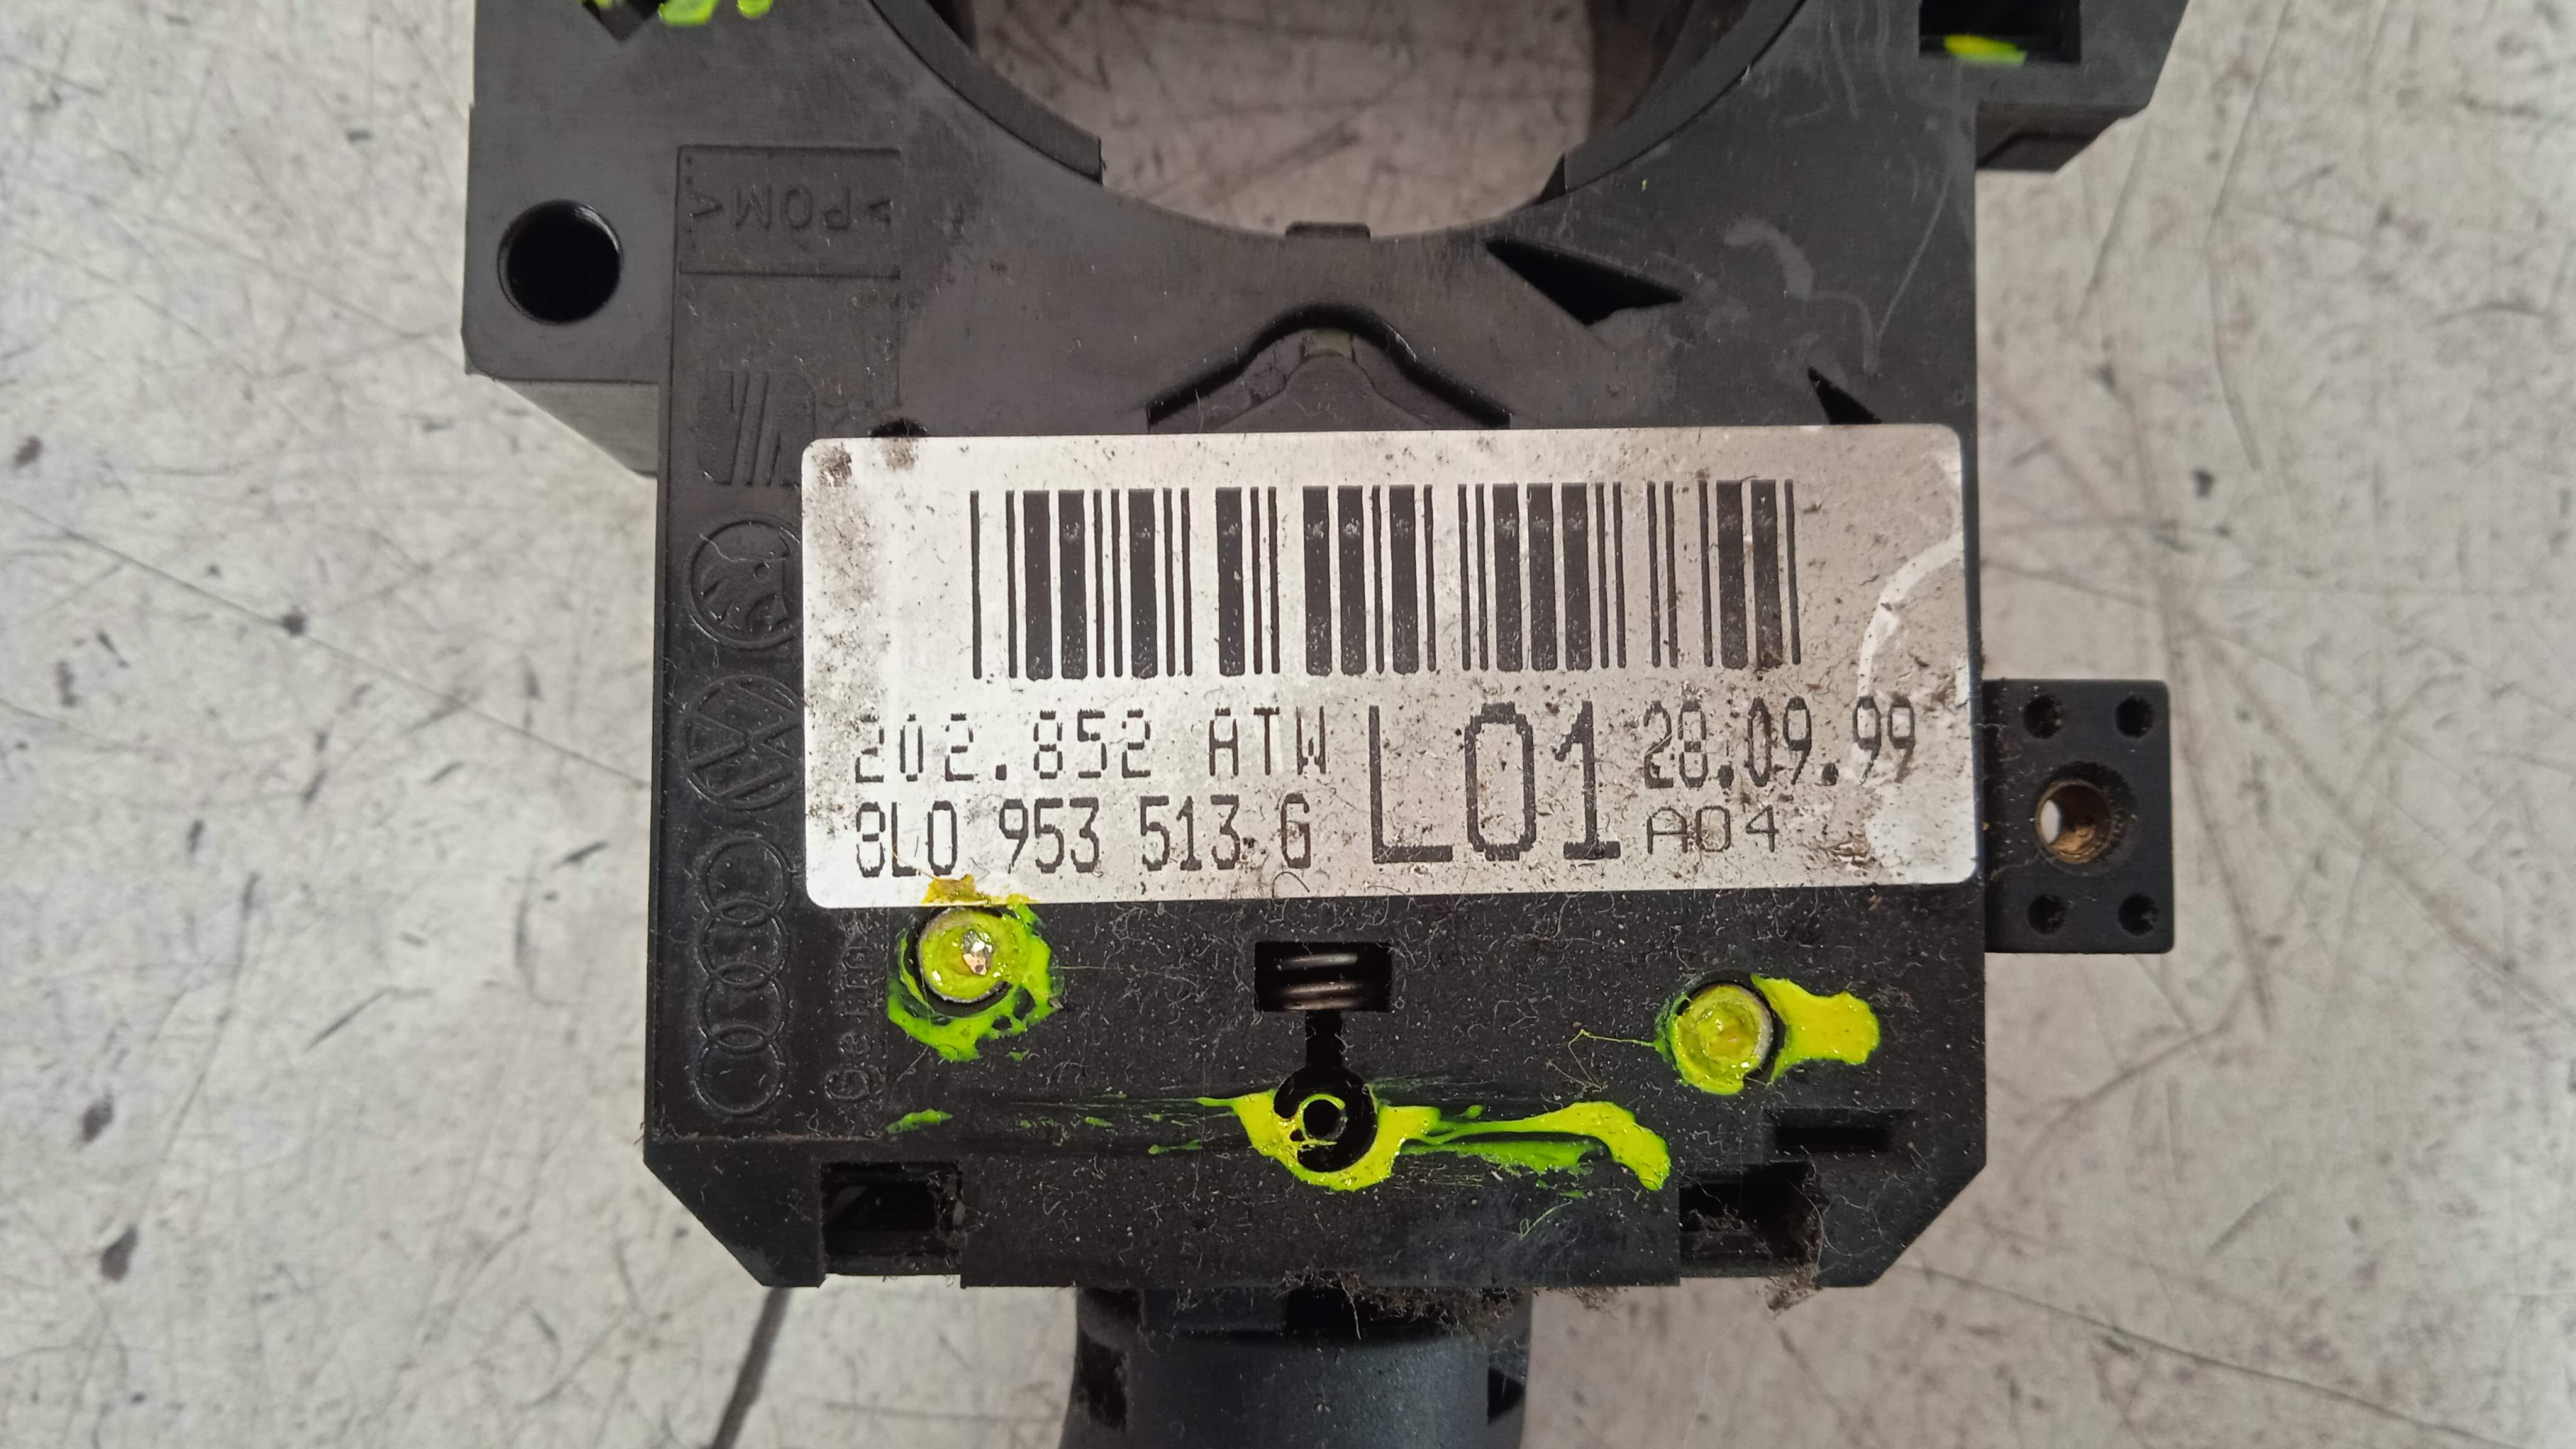 >POM<
202.852 ATW L01 28.09.99
8L0 953 513 G A04